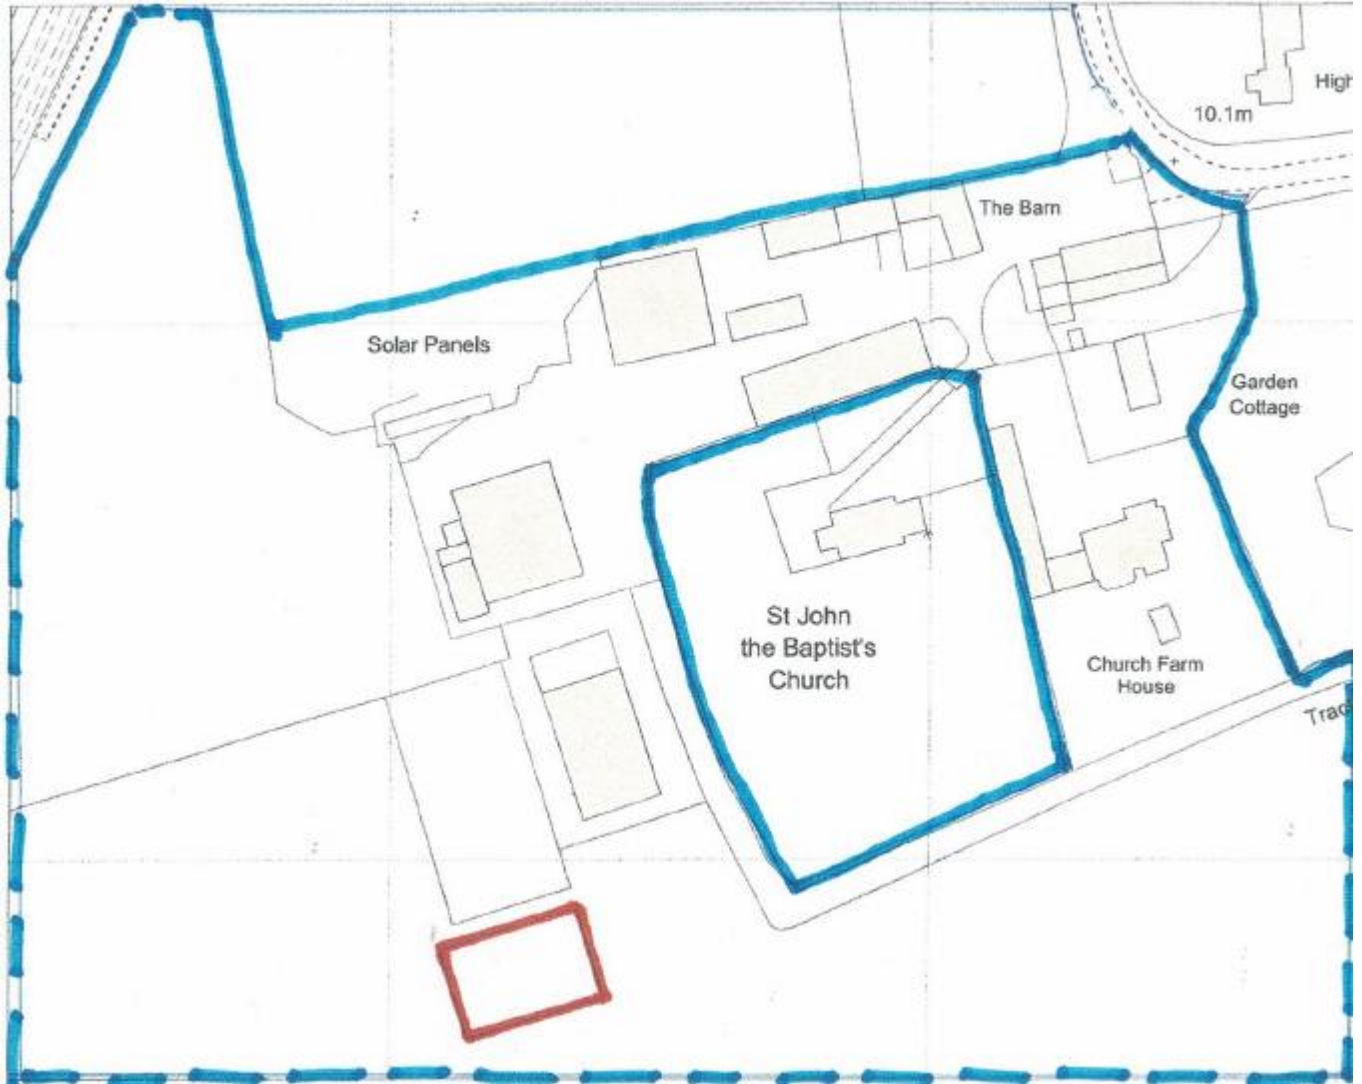 High
10.1m
The Barn
Solar Panels
Garden
Cottage
St John
the Baptist's
Church
Church Farm
House
Trac